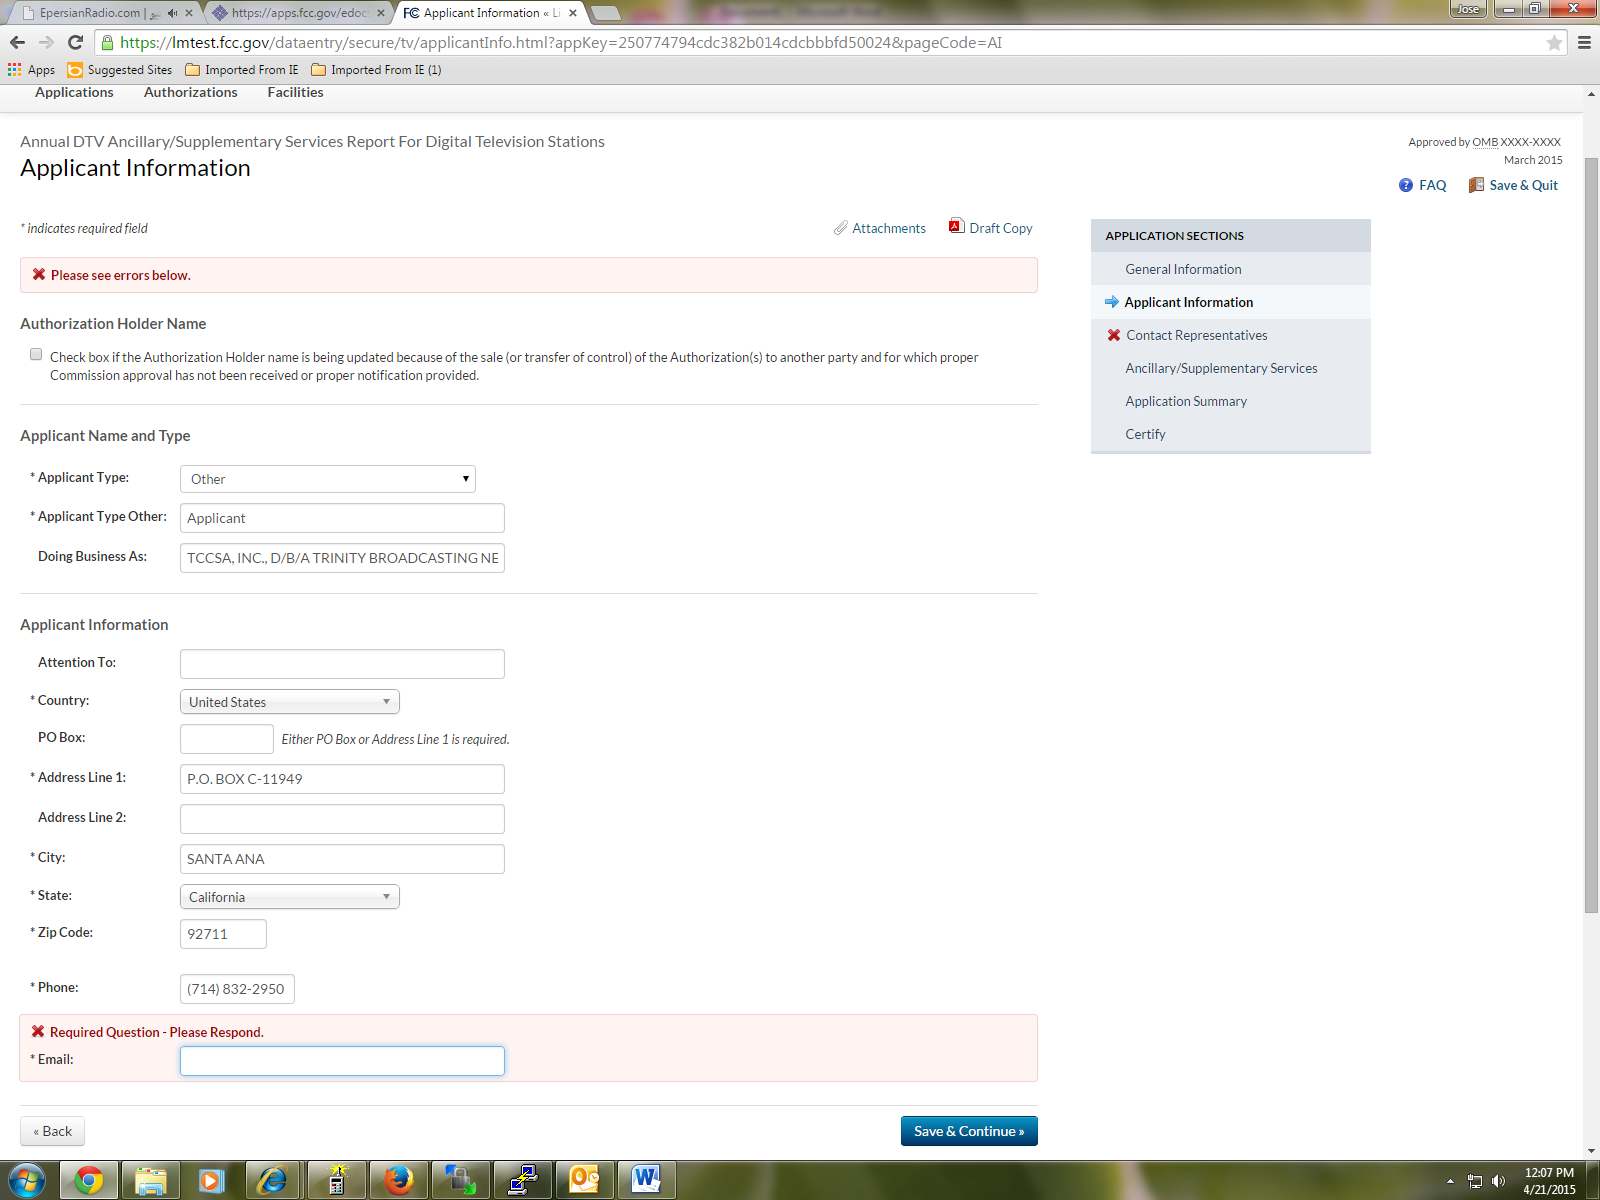 EpersianRadio.com |
https://apps.fcc.gov/edocs
FC Applicant Information « Li
Jose
https://lmtest.fcc.gov/dataentry/secure/tv/applicantInfo.html?appKey=250774794cdc382b014cdcbbbfd50024&pageCode=AI
Apps
Suggested Sites
Imported From IE
Imported From IE (1)
Applications
Authorizations
Facilities
Annual DTV Ancillary/Supplementary Services Report For Digital Television Stations
Applicant Information
Approved by OMB XXXX-XXXX
March 2015
FAQ
Save & Quit
* indicates required field
Attachments
Draft Copy
Please see errors below.
Authorization Holder Name
Check box if the Authorization Holder name is being updated because of the sale (or transfer of control) of the Authorization(s) to another party and for which proper
Commission approval has not been received or proper notification provided.
Applicant Name and Type
* Applicant Type: Other
* Applicant Type Other: Applicant
Doing Business As: TCCSA, INC., D/B/A TRINITY BROADCASTING NE
Applicant Information
Attention To:
* Country: United States
PO Box: Either PO Box or Address Line 1 is required.
* Address Line 1: P.O. BOX C-11949
Address Line 2:
* City: SANTA ANA
* State: California
* Zip Code: 92711
* Phone: (714) 832-2950
Required Question - Please Respond.
* Email:
« Back
Save & Continue »
APPLICATION SECTIONS
General Information
Applicant Information
Contact Representatives
Ancillary/Supplementary Services
Application Summary
Certify
12:07 PM
4/21/2015